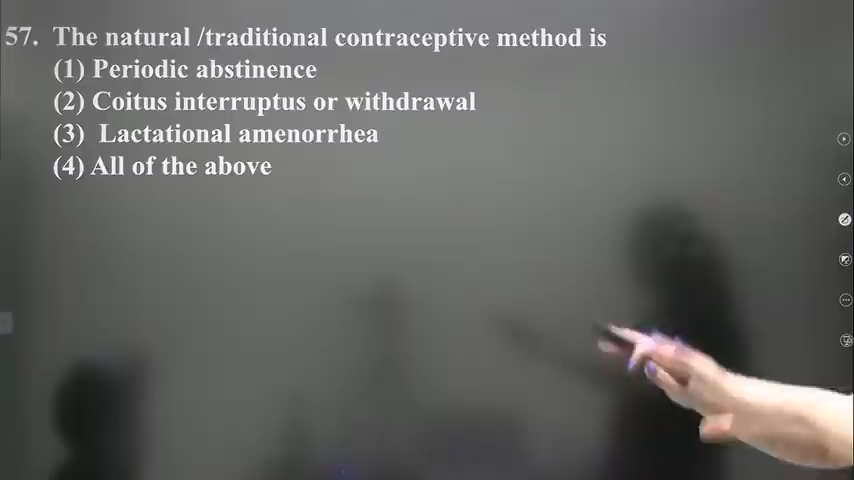 57. The natural /traditional contraceptive method is
(1) Periodic abstinence
(2) Coitus interruptus or withdrawal
(3) Lactational amenorrhea
(4) All of the above